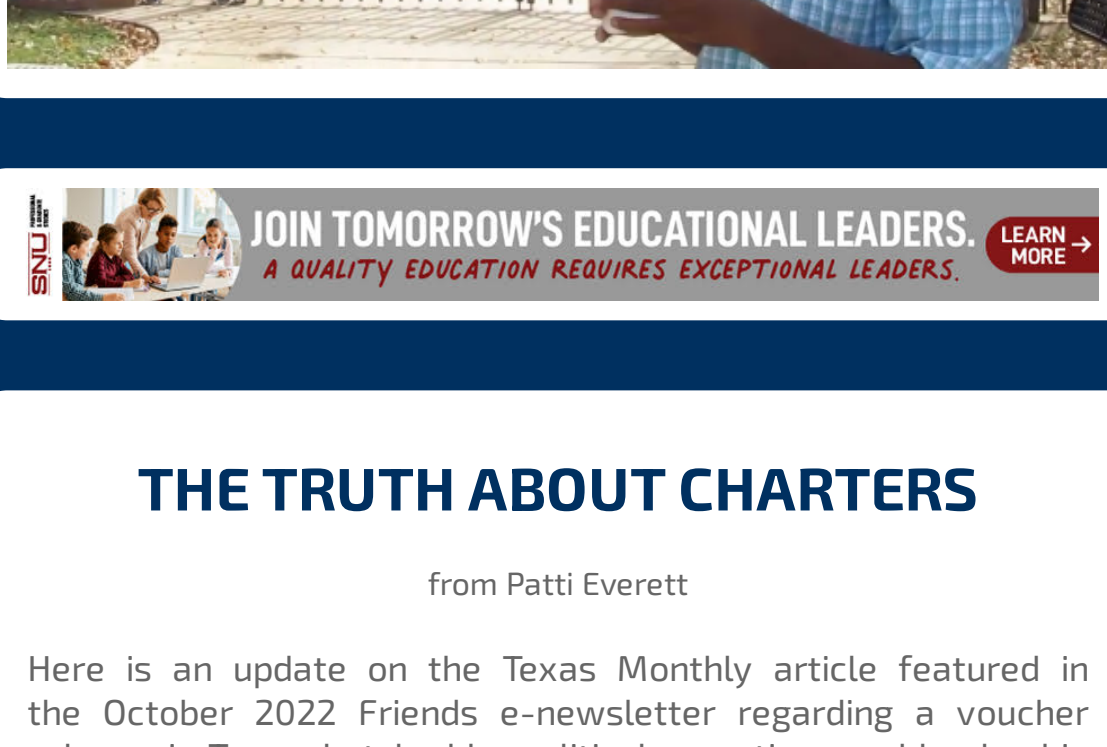 SNU
JOIN TOMORROW'S EDUCATIONAL LEADERS.
A QUALITY EDUCATION REQUIRES EXCEPTIONAL LEADERS.
LEARN
MORE
THE TRUTH ABOUT CHARTERS
from Patti Everett
Here is an update on the Texas Monthly article featured in
the October 2022 Friends e-newsletter regarding a voucher